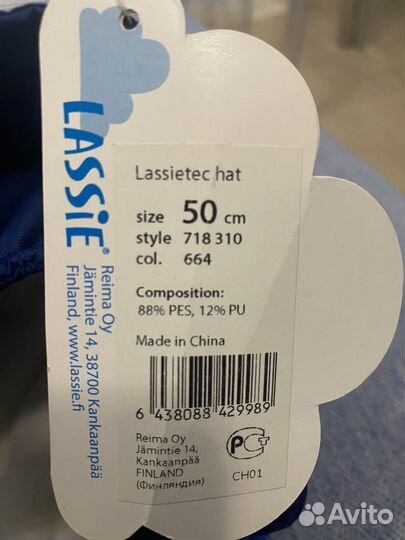 LASSiE®
Reima Oy
Jämintie 14, 38700 Kankaanpää
Finland, www.lassie.fi
Lassietec hat
size 50 cm
style 718 310
col. 664
Composition:
88% PES, 12% PU
Made in China
6 438088 429989
Reima Oy
Jämintie 14,
Kankaanpää
FINLAND
(Финляндия)
РСТ
CH01
Avito